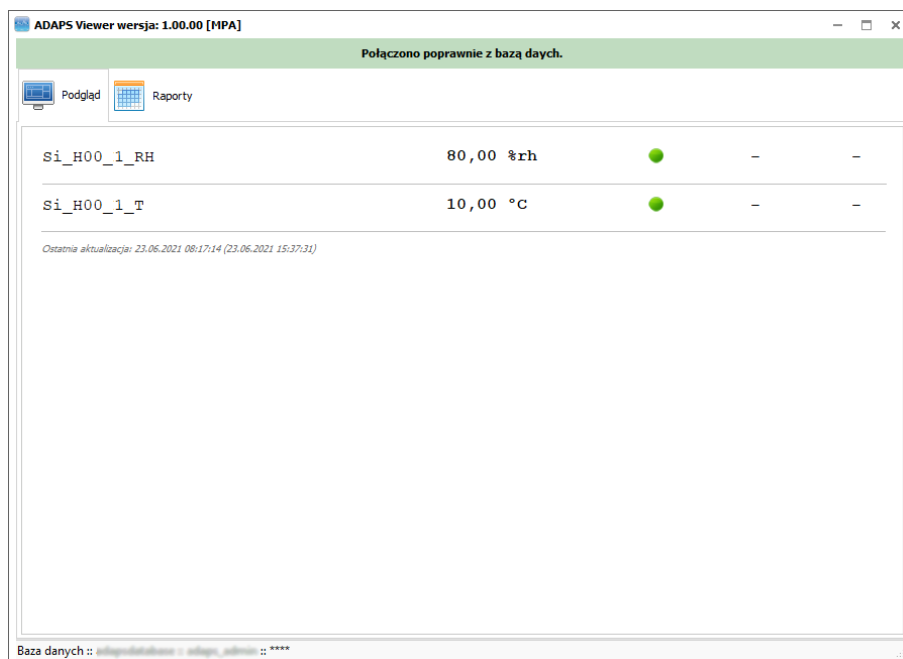 ADAPS Viewer wersja: 1.00.00 [MPA]
Połączono poprawnie z bazą daych.
Podgląd Raporty
Si_H00_1_RH 80,00 %rh - -
Si_H00_1_T 10,00 °C - -
Ostatnia aktualizacja: 23.06.2021 08:17:14 (23.06.2021 15:37:31)
Baza danych :: :: ****